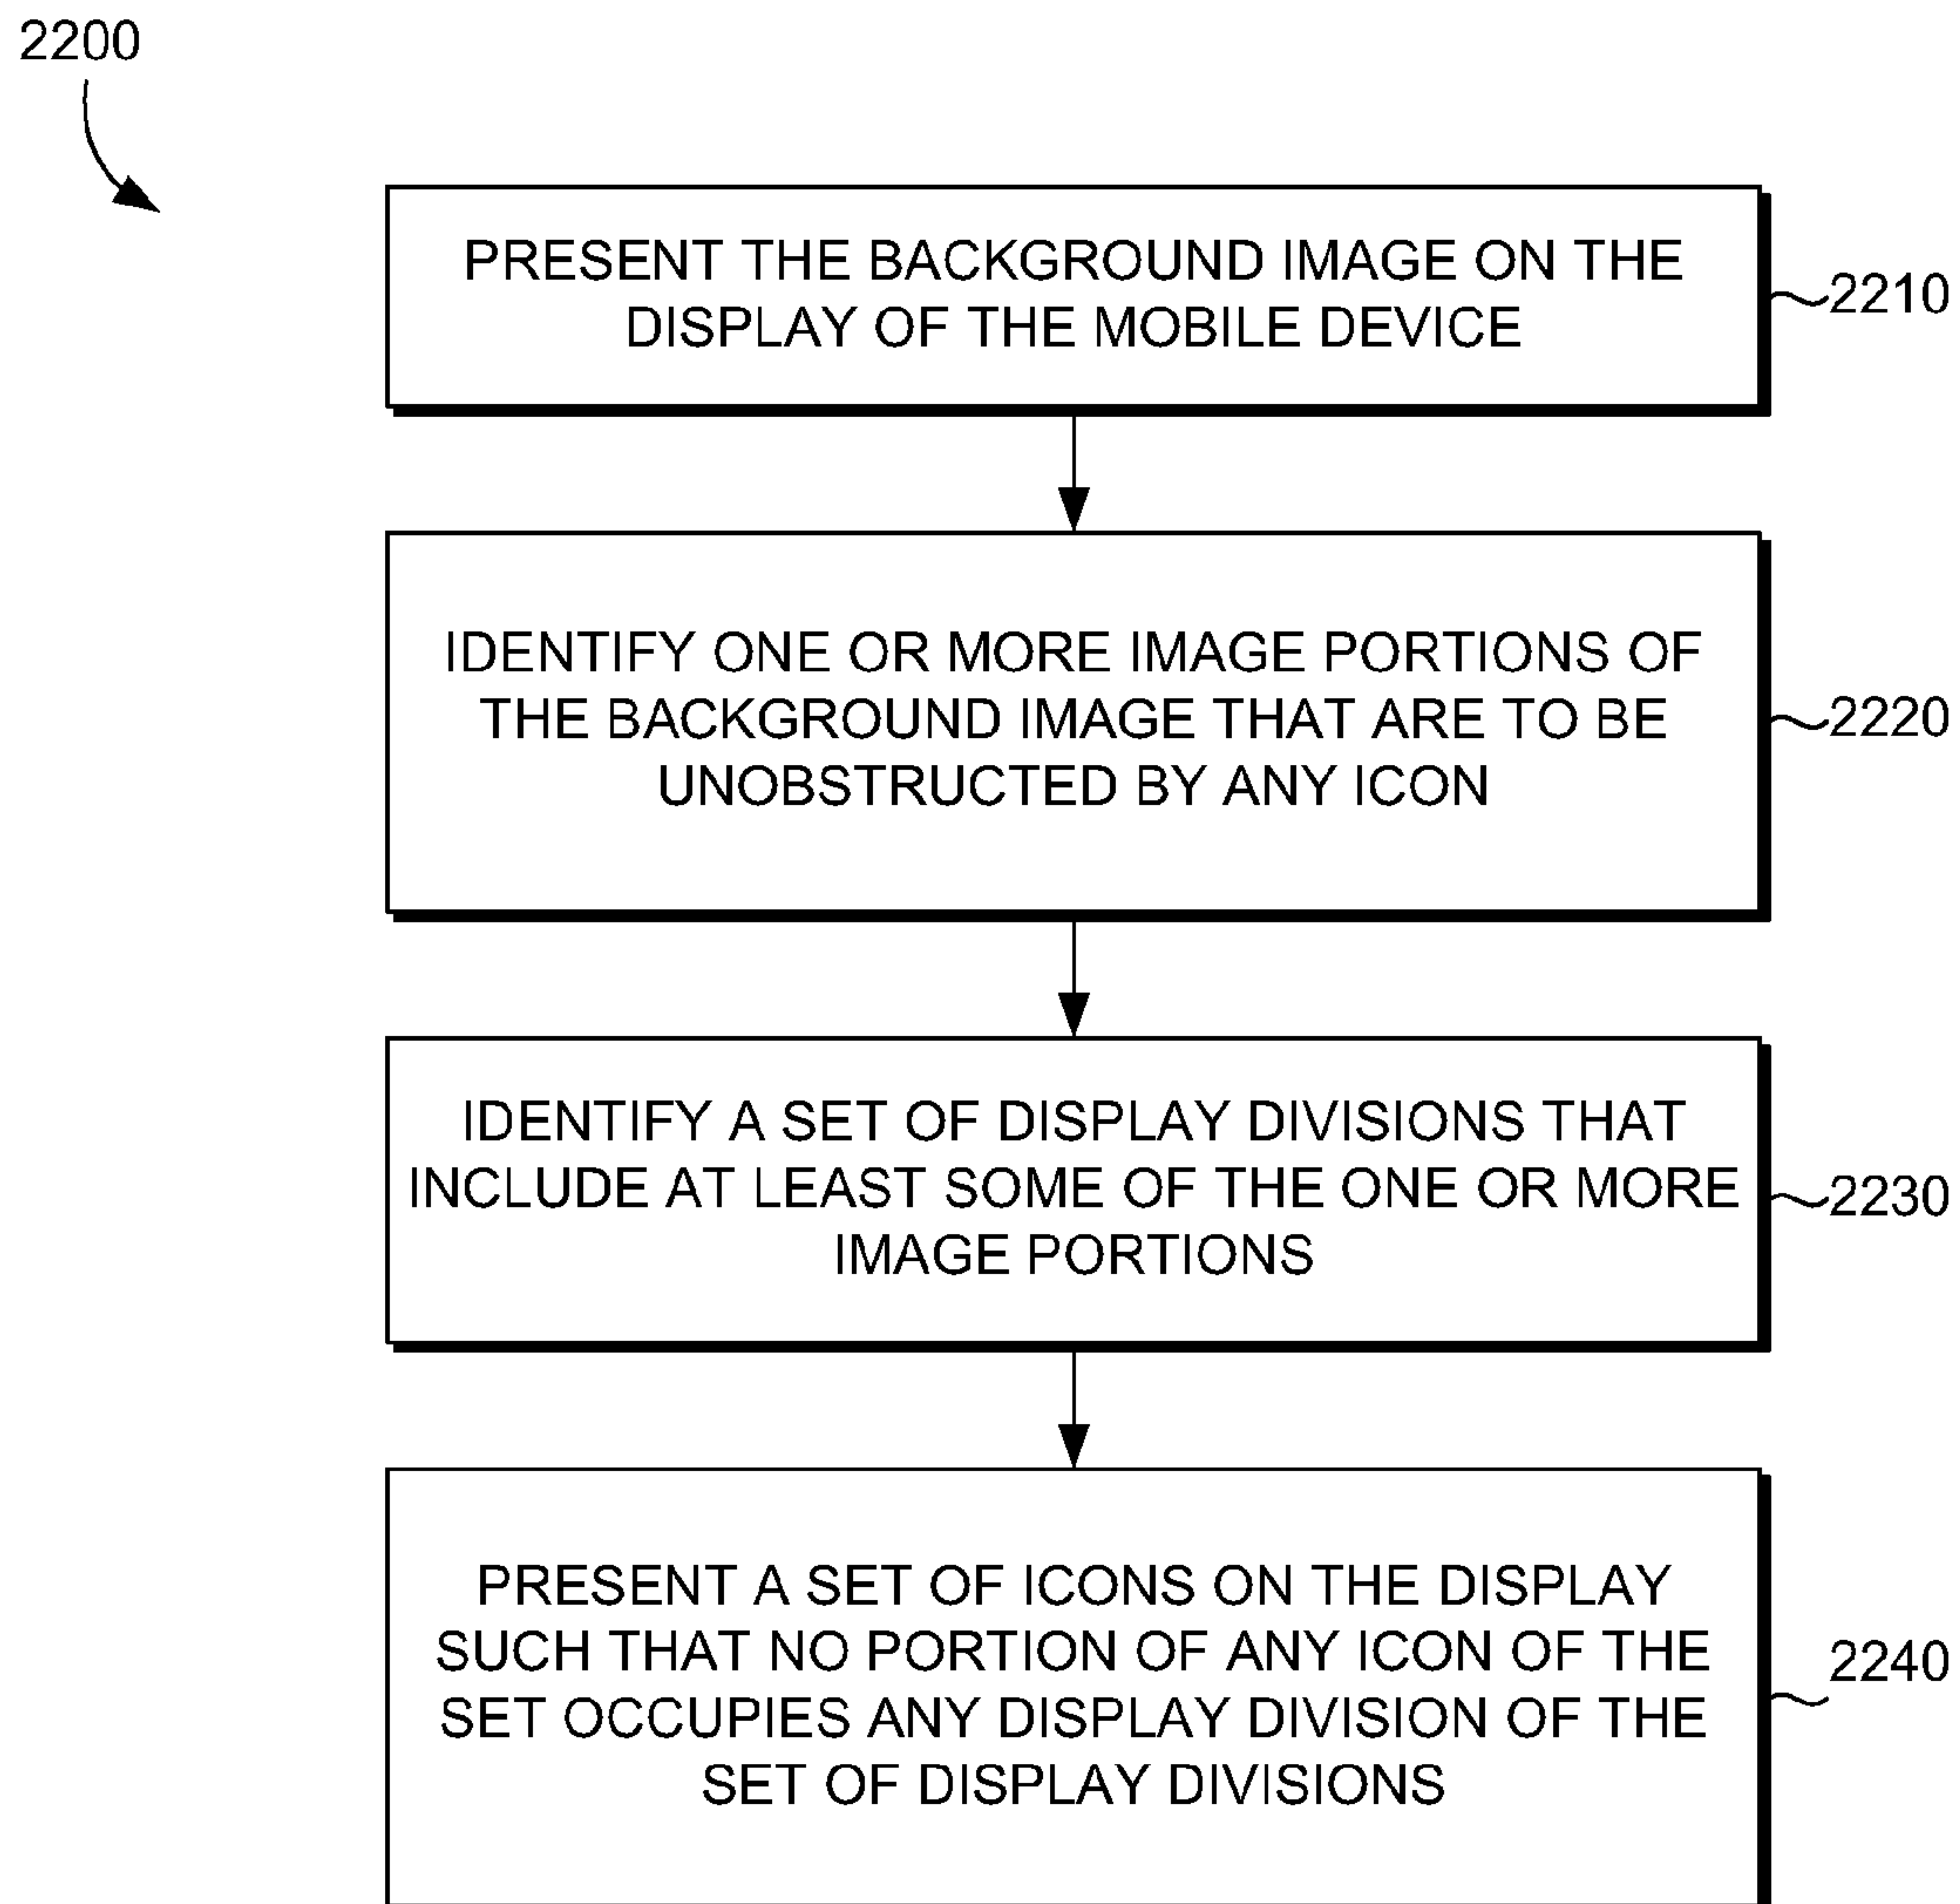 2200
PRESENT THE BACKGROUND IMAGE ON THE
DISPLAY OF THE MOBILE DEVICE
2210
IDENTIFY ONE OR MORE IMAGE PORTIONS OF
THE BACKGROUND IMAGE THAT ARE TO BE
UNOBSTRUCTED BY ANY ICON
2220
IDENTIFY A SET OF DISPLAY DIVISIONS THAT
INCLUDE AT LEAST SOME OF THE ONE OR MORE
IMAGE PORTIONS
2230
PRESENT A SET OF ICONS ON THE DISPLAY
SUCH THAT NO PORTION OF ANY ICON OF THE
SET OCCUPIES ANY DISPLAY DIVISION OF THE
SET OF DISPLAY DIVISIONS
2240